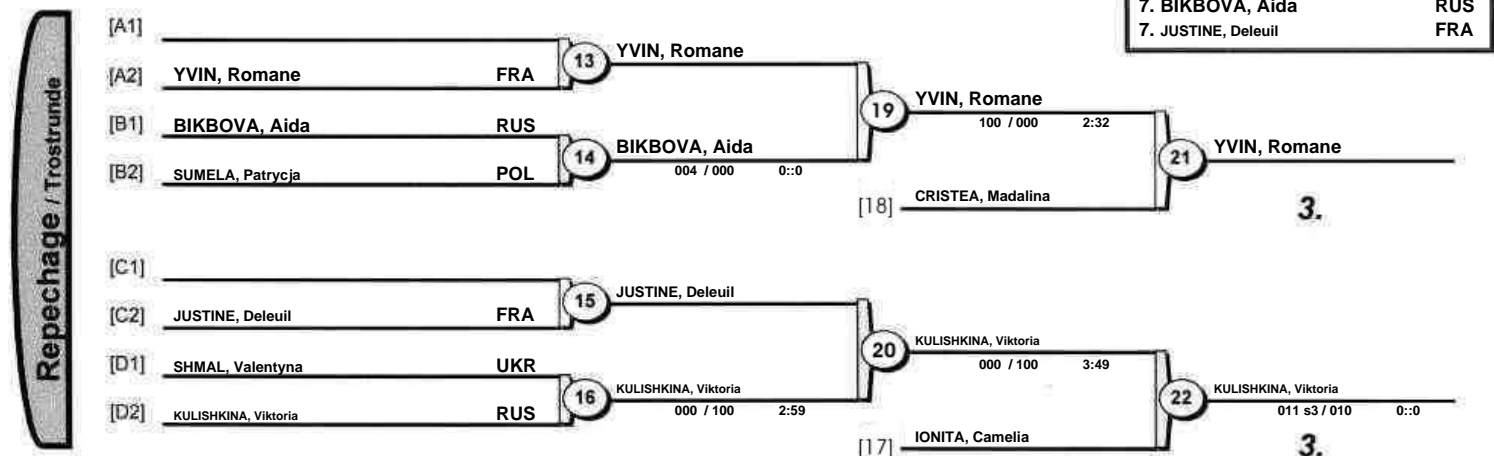 7. BIKBOVA, Aida RUS
7. JUSTINE, Deleuil FRA
Repechage / Trostrunde
[A1]
[A2] YVIN, Romane FRA
13 YVIN, Romane
[B1] BIKBOVA, Aida RUS
[B2] SUMELA, Patrycja POL
14 BIKBOVA, Aida
004 / 000 0::0
19 YVIN, Romane
100 / 000 2:32
[18] CRISTEA, Madalina
21 YVIN, Romane
3.
[C1]
[C2] JUSTINE, Deleuil FRA
15 JUSTINE, Deleuil
[D1] SHMAL, Valentyna UKR
[D2] KULISHKINA, Viktoria RUS
16 KULISHKINA, Viktoria
000 / 100 2:59
20 KULISHKINA, Viktoria
000 / 100 3:49
[17] IONITA, Camelia
22 KULISHKINA, Viktoria
011 s3 / 010 0::0
3.